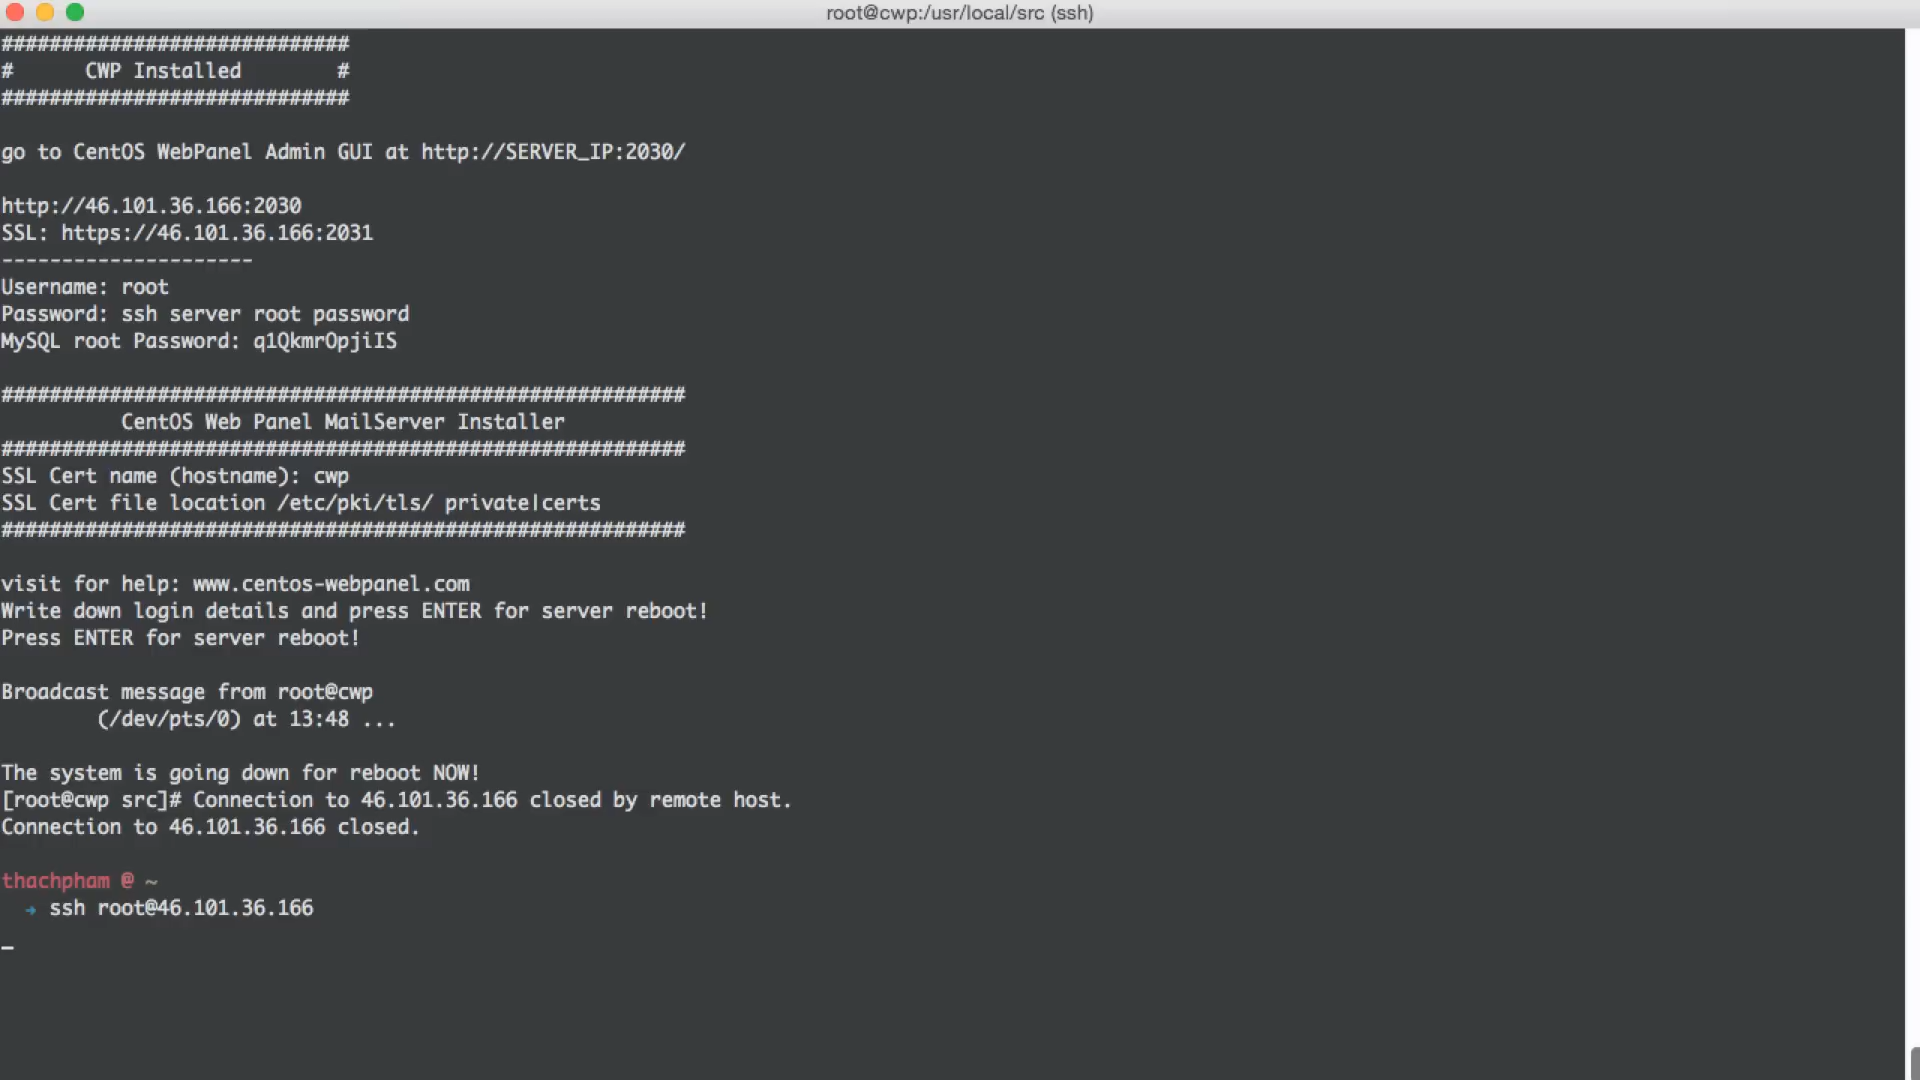 root@cwp:/usr/local/src (ssh)
#############################
# CWP Installed #
#############################
go to CentOS WebPanel Admin GUI at http://SERVER_IP:2030/
http://46.101.36.166:2030
SSL: https://46.101.36.166:2031
---------------------
Username: root
Password: ssh server root password
MySQL root Password: q1QkmrOpjiIS
#########################################################
CentOS Web Panel MailServer Installer
#########################################################
SSL Cert name (hostname): cwp
SSL Cert file location /etc/pki/tls/ private|certs
#########################################################
visit for help: www.centos-webpanel.com
Write down login details and press ENTER for server reboot!
Press ENTER for server reboot!
Broadcast message from root@cwp
(/dev/pts/0) at 13:48 ...
The system is going down for reboot NOW!
[root@cwp src]# Connection to 46.101.36.166 closed by remote host.
Connection to 46.101.36.166 closed.
thachpham @ ~
→ ssh root@46.101.36.166